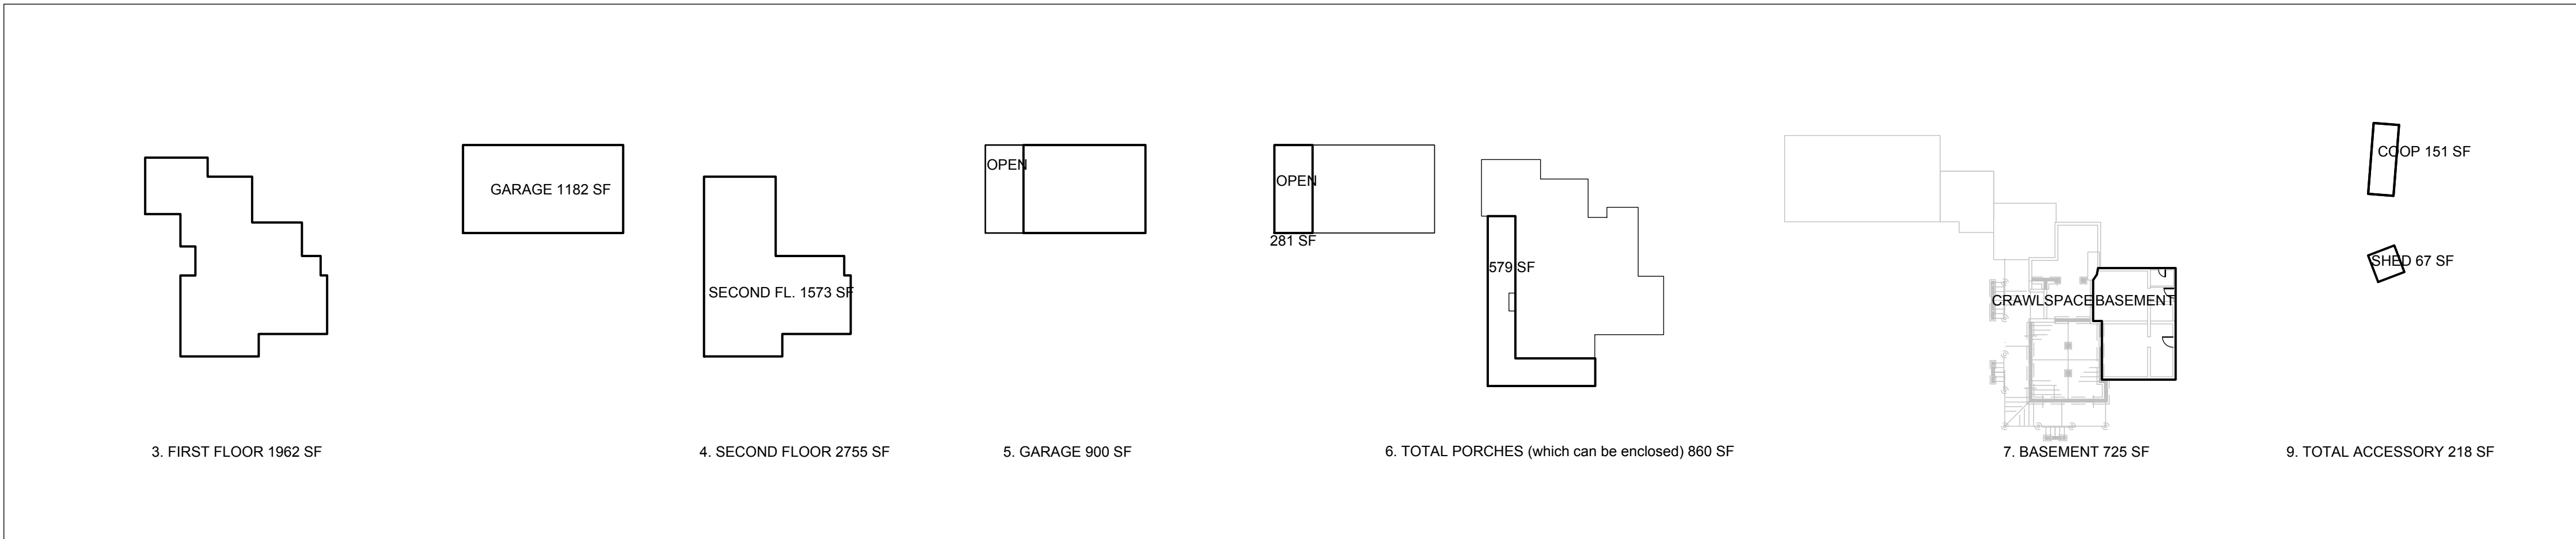 GARAGE 1182 SF
SECOND FL. 1573 SF
OPEN
OPEN
281 SF
579 SF
CRAWLSPACE
BASEMENT
COOP 151 SF
SHED 67 SF
3. FIRST FLOOR 1962 SF
4. SECOND FLOOR 2755 SF
5. GARAGE 900 SF
6. TOTAL PORCHES (which can be enclosed) 860 SF
7. BASEMENT 725 SF
9. TOTAL ACCESSORY 218 SF